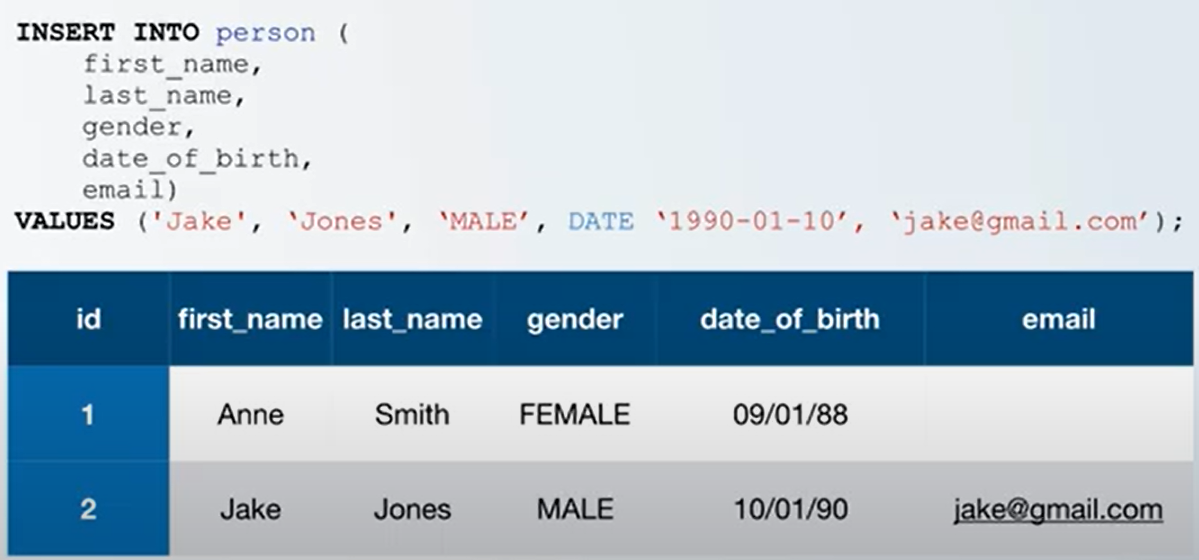 INSERT INTO person (
first_name,
last_name,
gender,
date_of_birth,
email)
VALUES ('Jake', ‘Jones', ‘MALE’, DATE ‘1990-01-10’, ‘jake@gmail.com’);
id first_name last_name gender date_of_birth email
1 Anne Smith FEMALE 09/01/88
2 Jake Jones MALE 10/01/90 jake@gmail.com